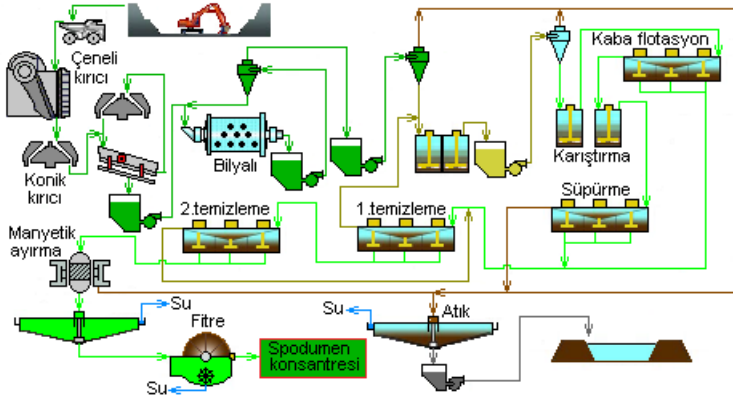 Çeneli
kırıcı
Kaba flotasyon
Bilyalı
Karıştırma
Konik
kırıcı
Süpürme
2.temizleme
1.temizleme
Manyetik
ayırma
Su
Fitre
Su
Atık
Spodumen
konsantresi
Su